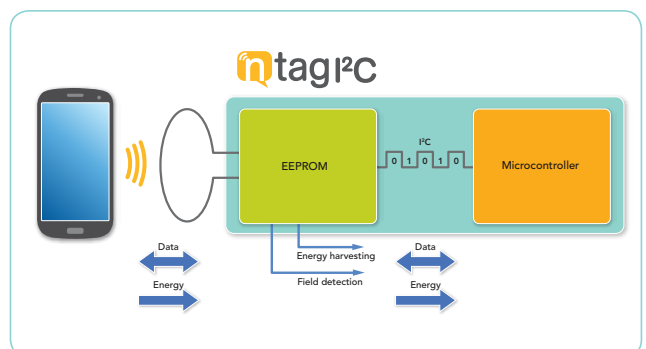 ntag I²C
I²C
0 1 0 1 0
EEPROM
Microcontroller
Data
Energy harvesting
Data
Energy
Field detection
Energy